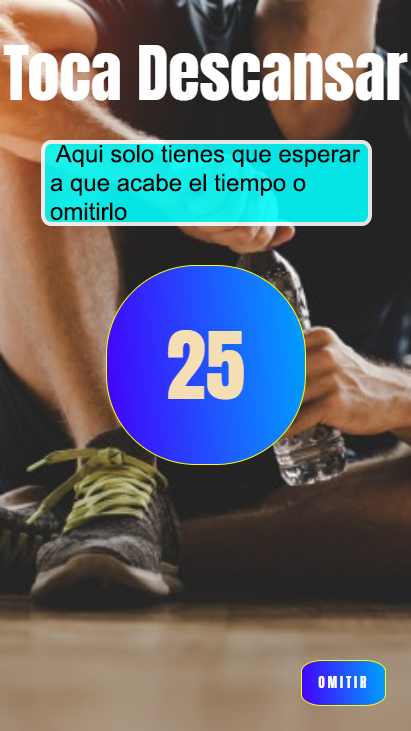 Toca Descansar
Aqui solo tienes que esperar
a que acabe el tiempo o
omitirlo
25
OMITIR